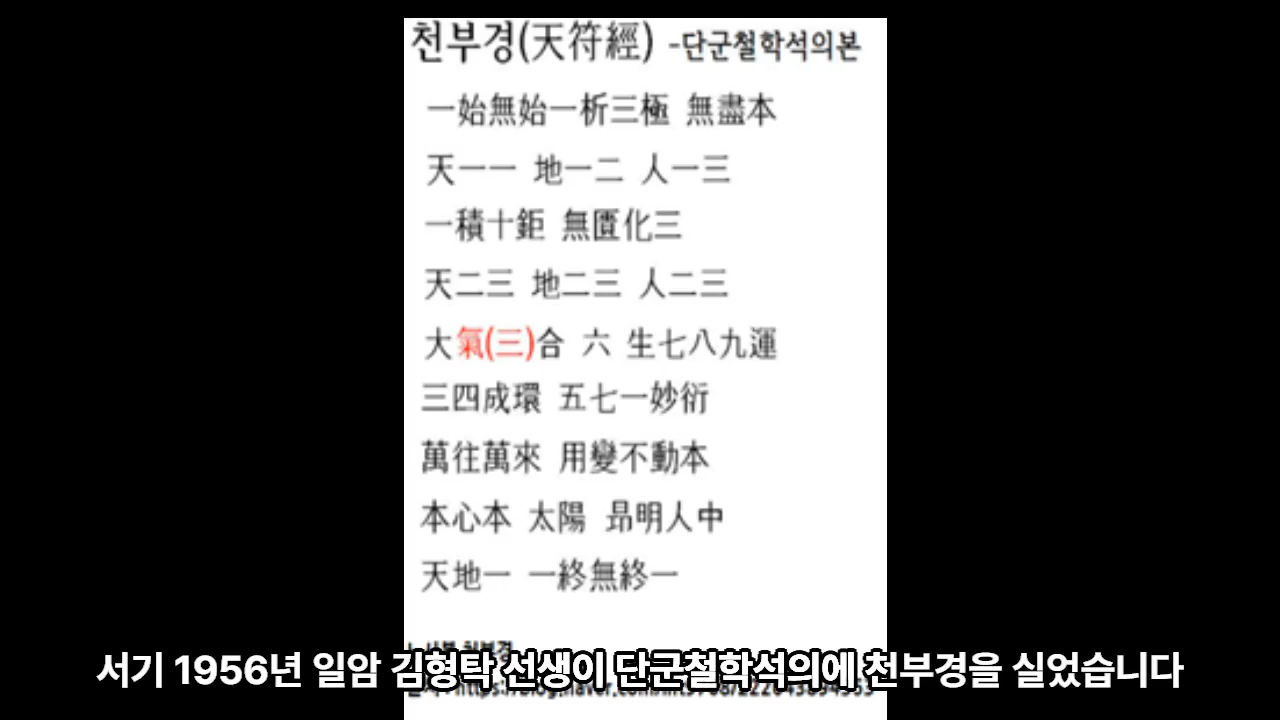 천부경(天符經) -단군철학석의본
一始無始一析三極 無盡本
天一一 地一二 人一三
一積十鉅 無匱化三
天二三 地二三 人二三
大氣(三)合 六 生七八九運
三四成環 五七一妙衍
萬往萬來 用變不動本
本心本 太陽 昂明人中
天地一 一終無終一
서기 1956년 일암 김형탁 선생이 단군철학석의에 천부경을 실었습니다